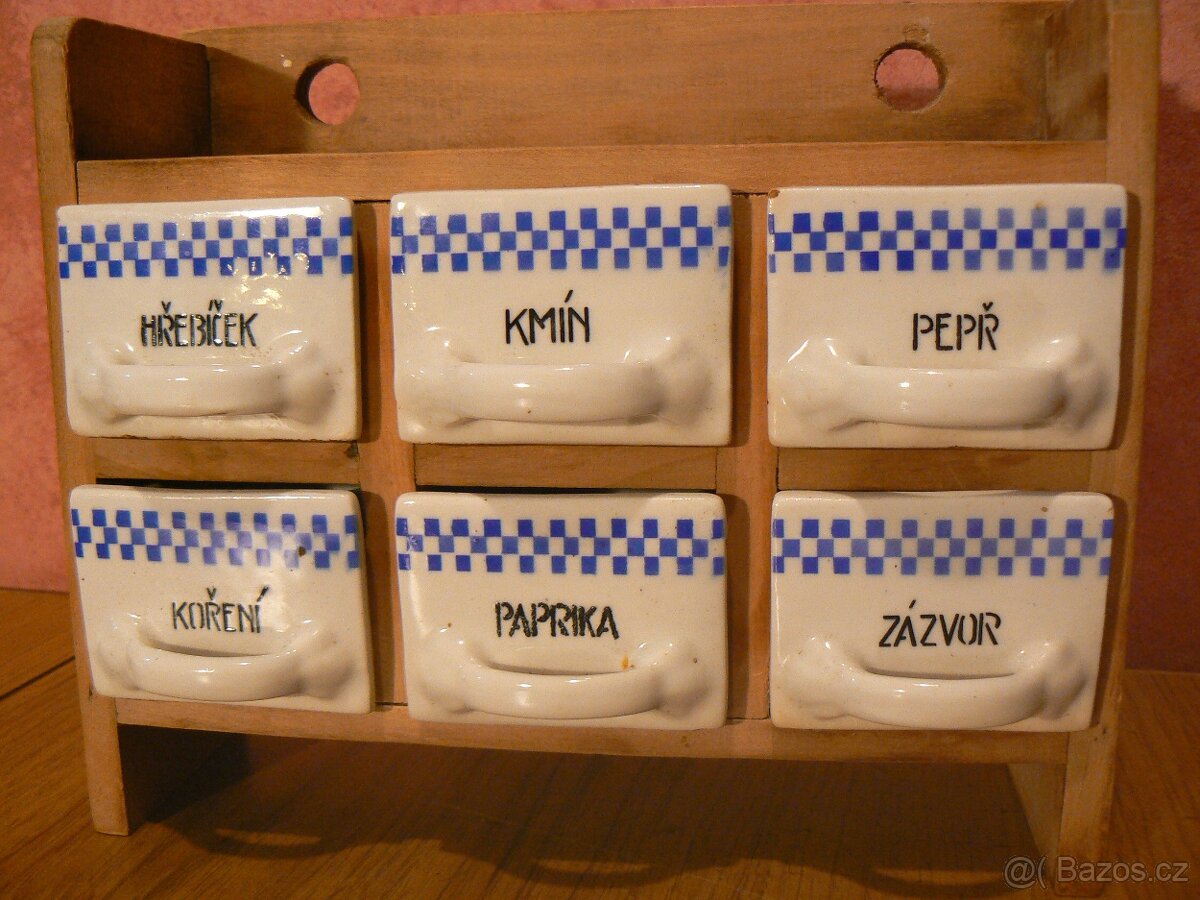 HŘEBÍČEK
KMÍN
PEPŘ
KOŘENÍ
PAPRIKA
ZÁZVOR
@( Bazos.cz